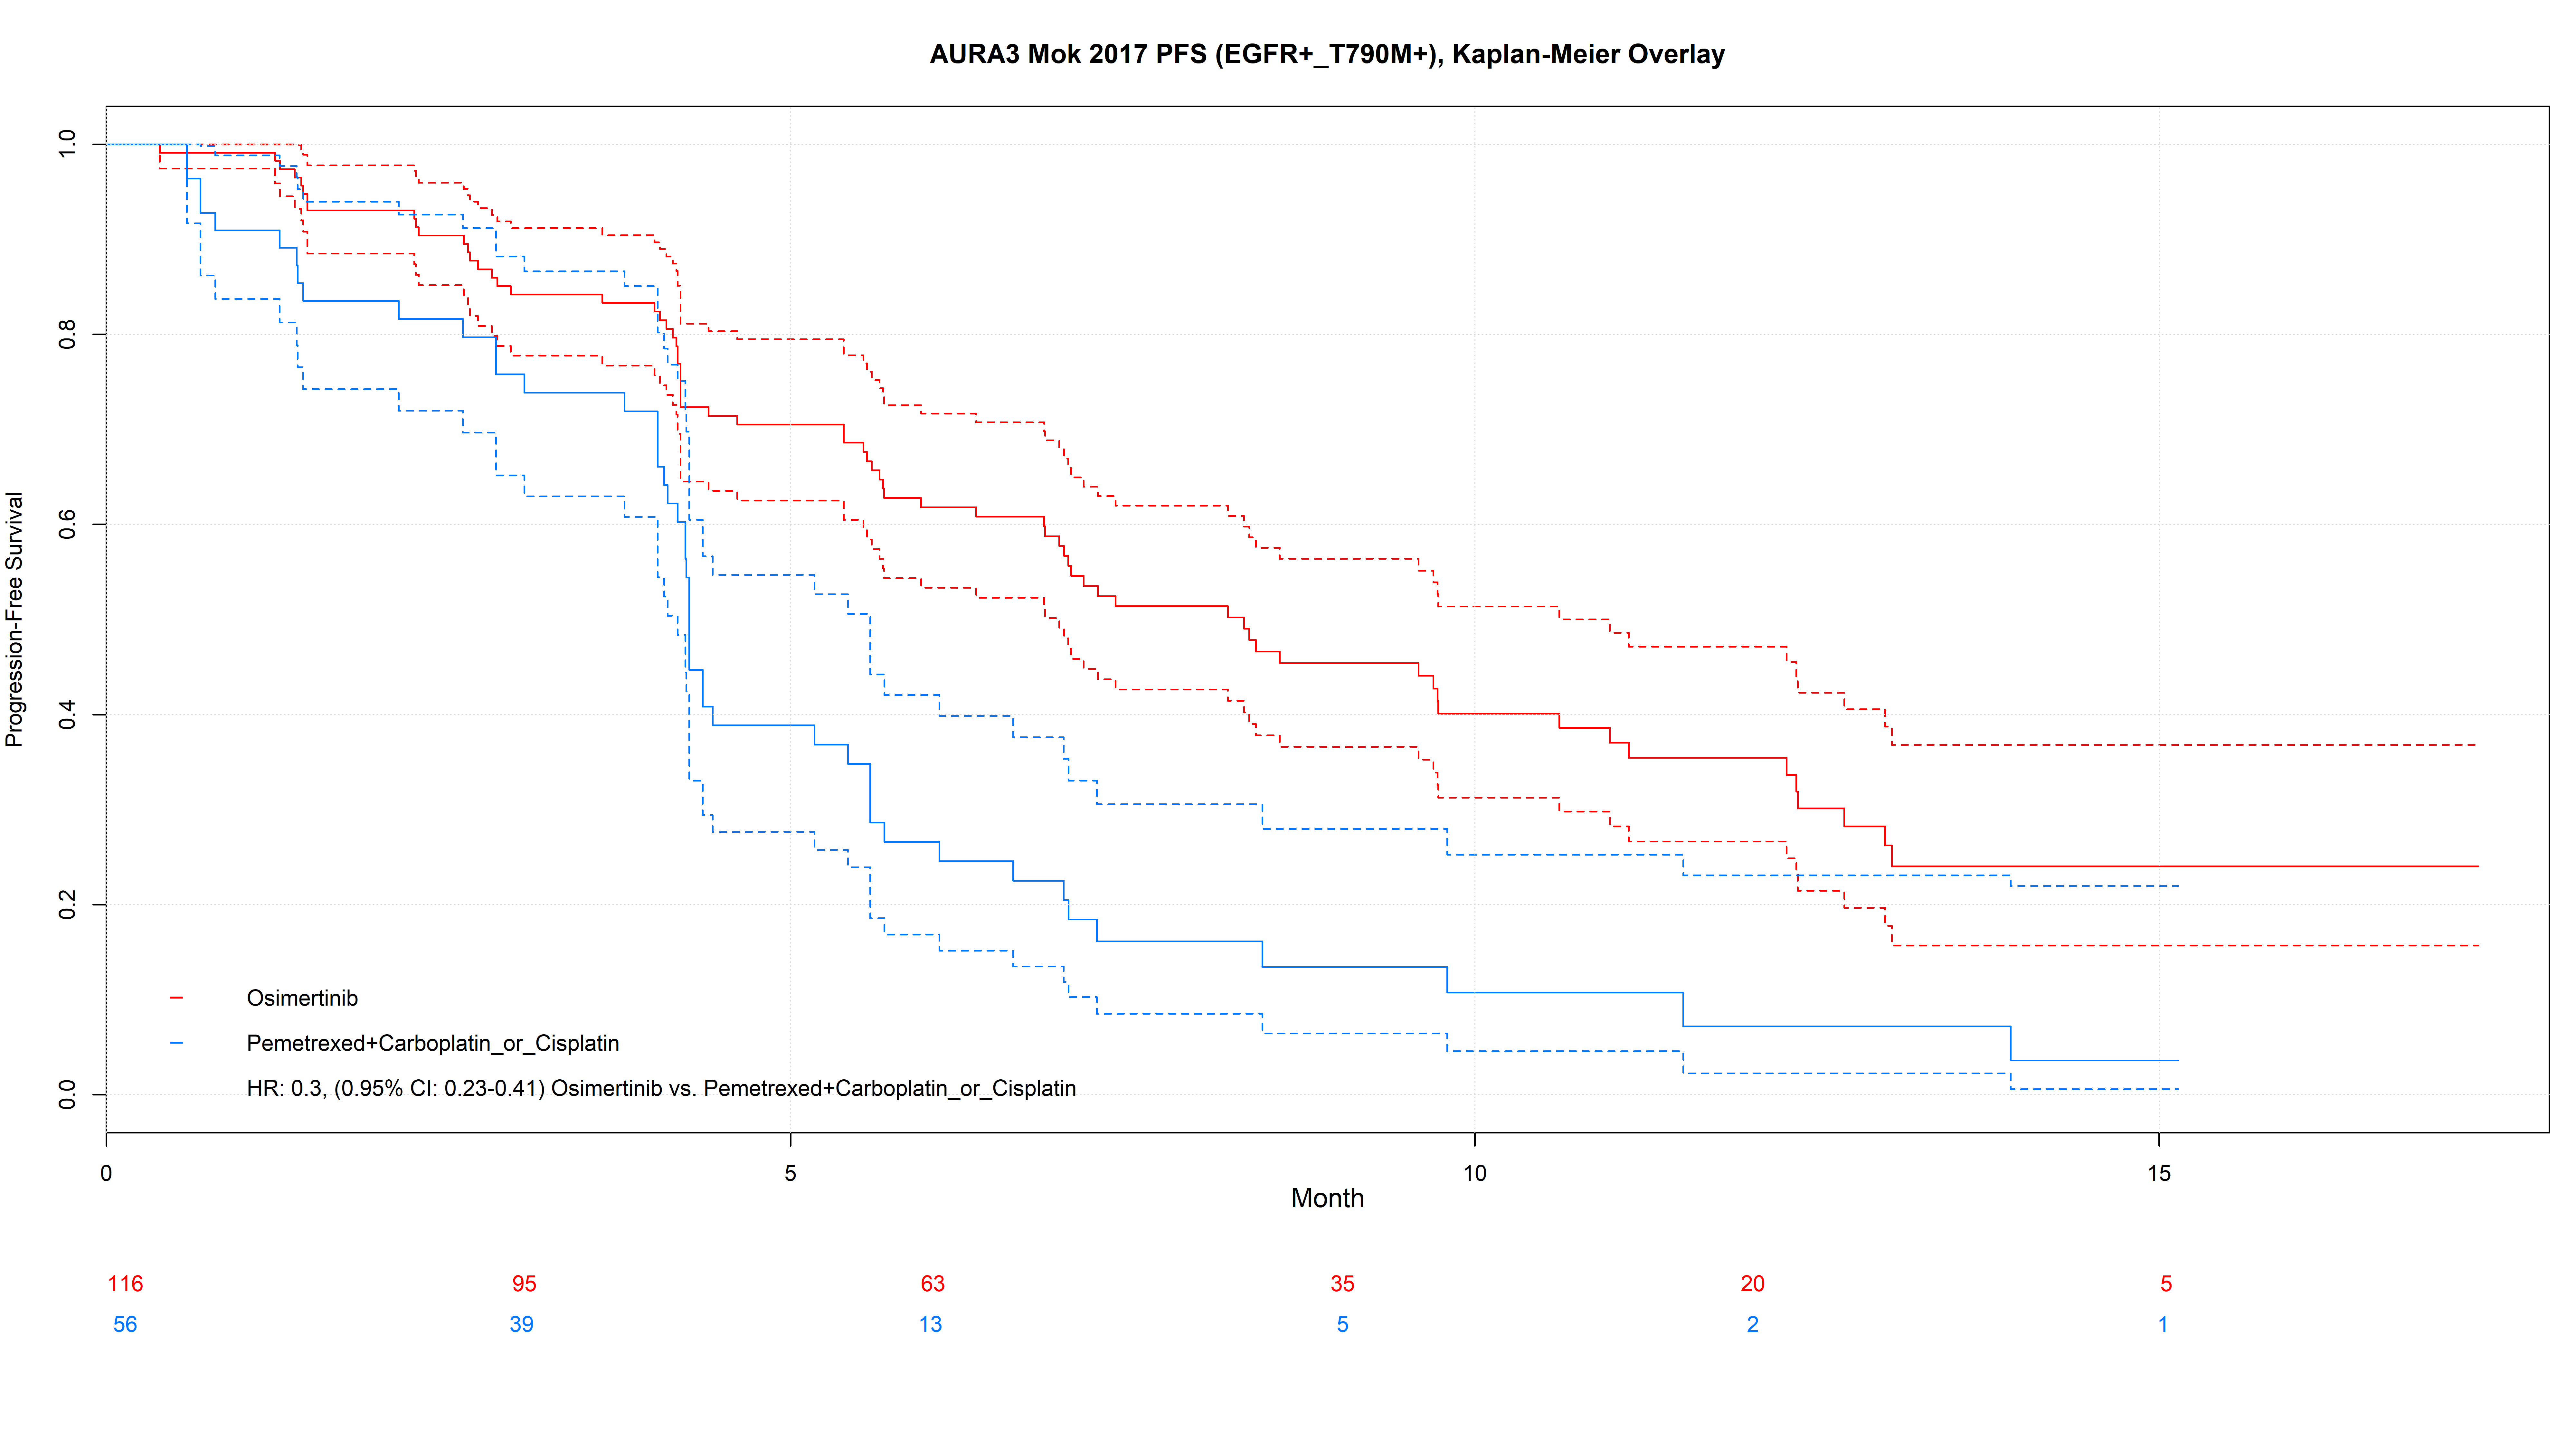 AURA3 Mok 2017 PFS (EGFR+_T790M+), Kaplan-Meier Overlay
Progression-Free Survival
1.0
0.8
0.6
0.4
0.2
0.0
Osimertinib
Pemetrexed+Carboplatin_or_Cisplatin
HR: 0.3, (0.95% CI: 0.23-0.41) Osimertinib vs. Pemetrexed+Carboplatin_or_Cisplatin
0 5 10 15
Month
116 95 63 35 20 5
56 39 13 5 2 1